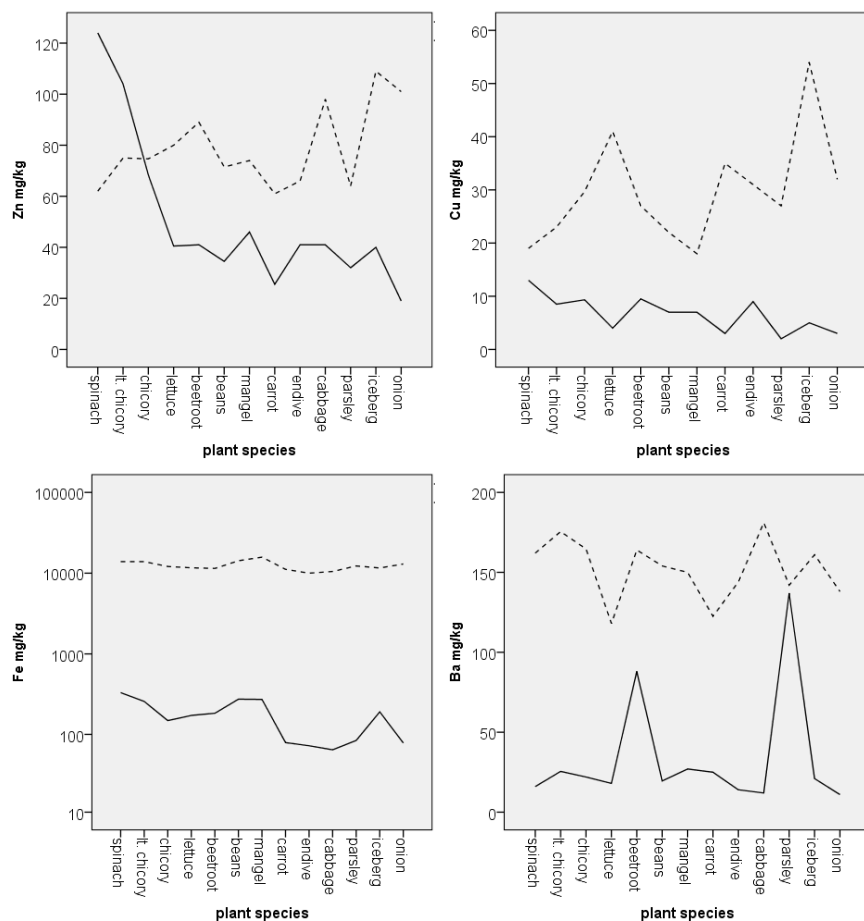 120
100
80
60
40
20
0
Zn mg/kg
spinach
It. chicory
chicory
lettuce
beetroot
beans
mangel
carrot
endive
cabbage
parsley
iceberg
onion
plant species
60
50
40
30
20
10
0
Cu mg/kg
spinach
It. chicory
chicory
lettuce
beetroot
beans
mangel
carrot
endive
parsley
iceberg
onion
plant species
100000
10000
1000
100
10
Fe mg/kg
spinach
It. chicory
chicory
lettuce
beetroot
beans
mangel
carrot
endive
cabbage
parsley
iceberg
onion
plant species
200
150
100
50
0
Ba mg/kg
spinach
It. chicory
chicory
lettuce
beetroot
beans
mangel
carrot
endive
cabbage
parsley
iceberg
onion
plant species